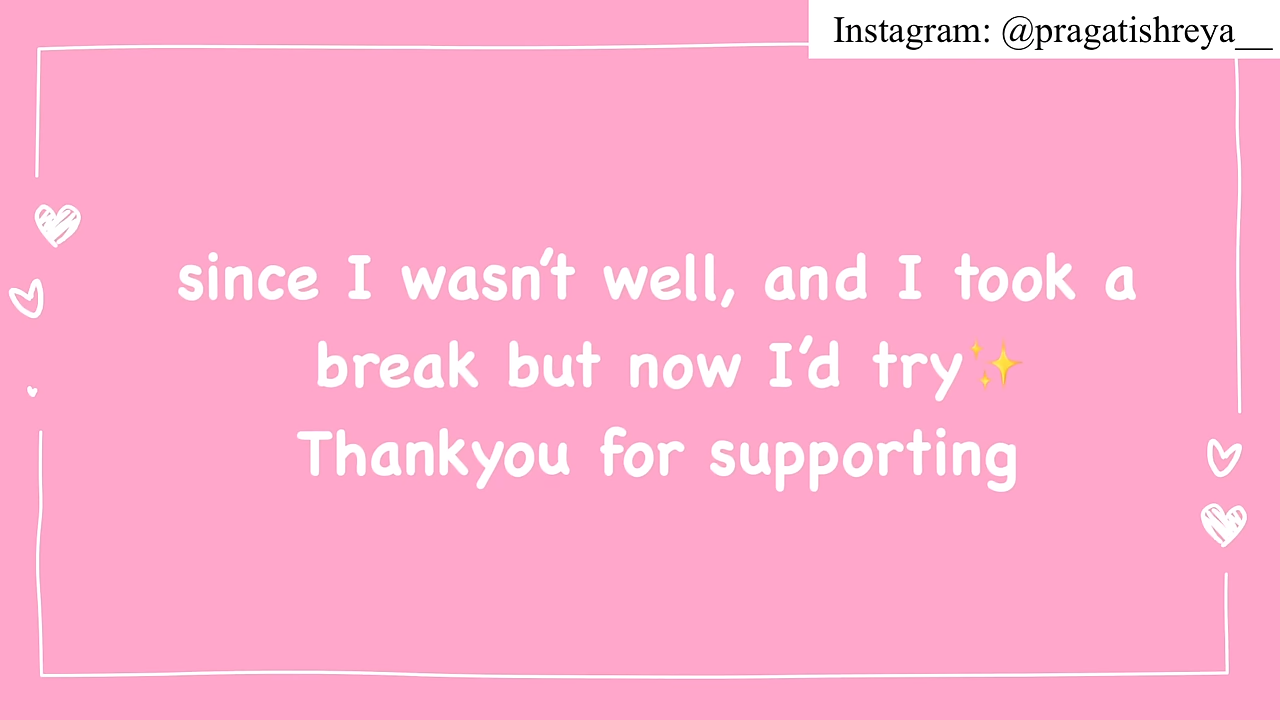 Instagram: @pragatishreya__
since I wasn't well, and I took a
break but now I'd try✨
Thankyou for supporting